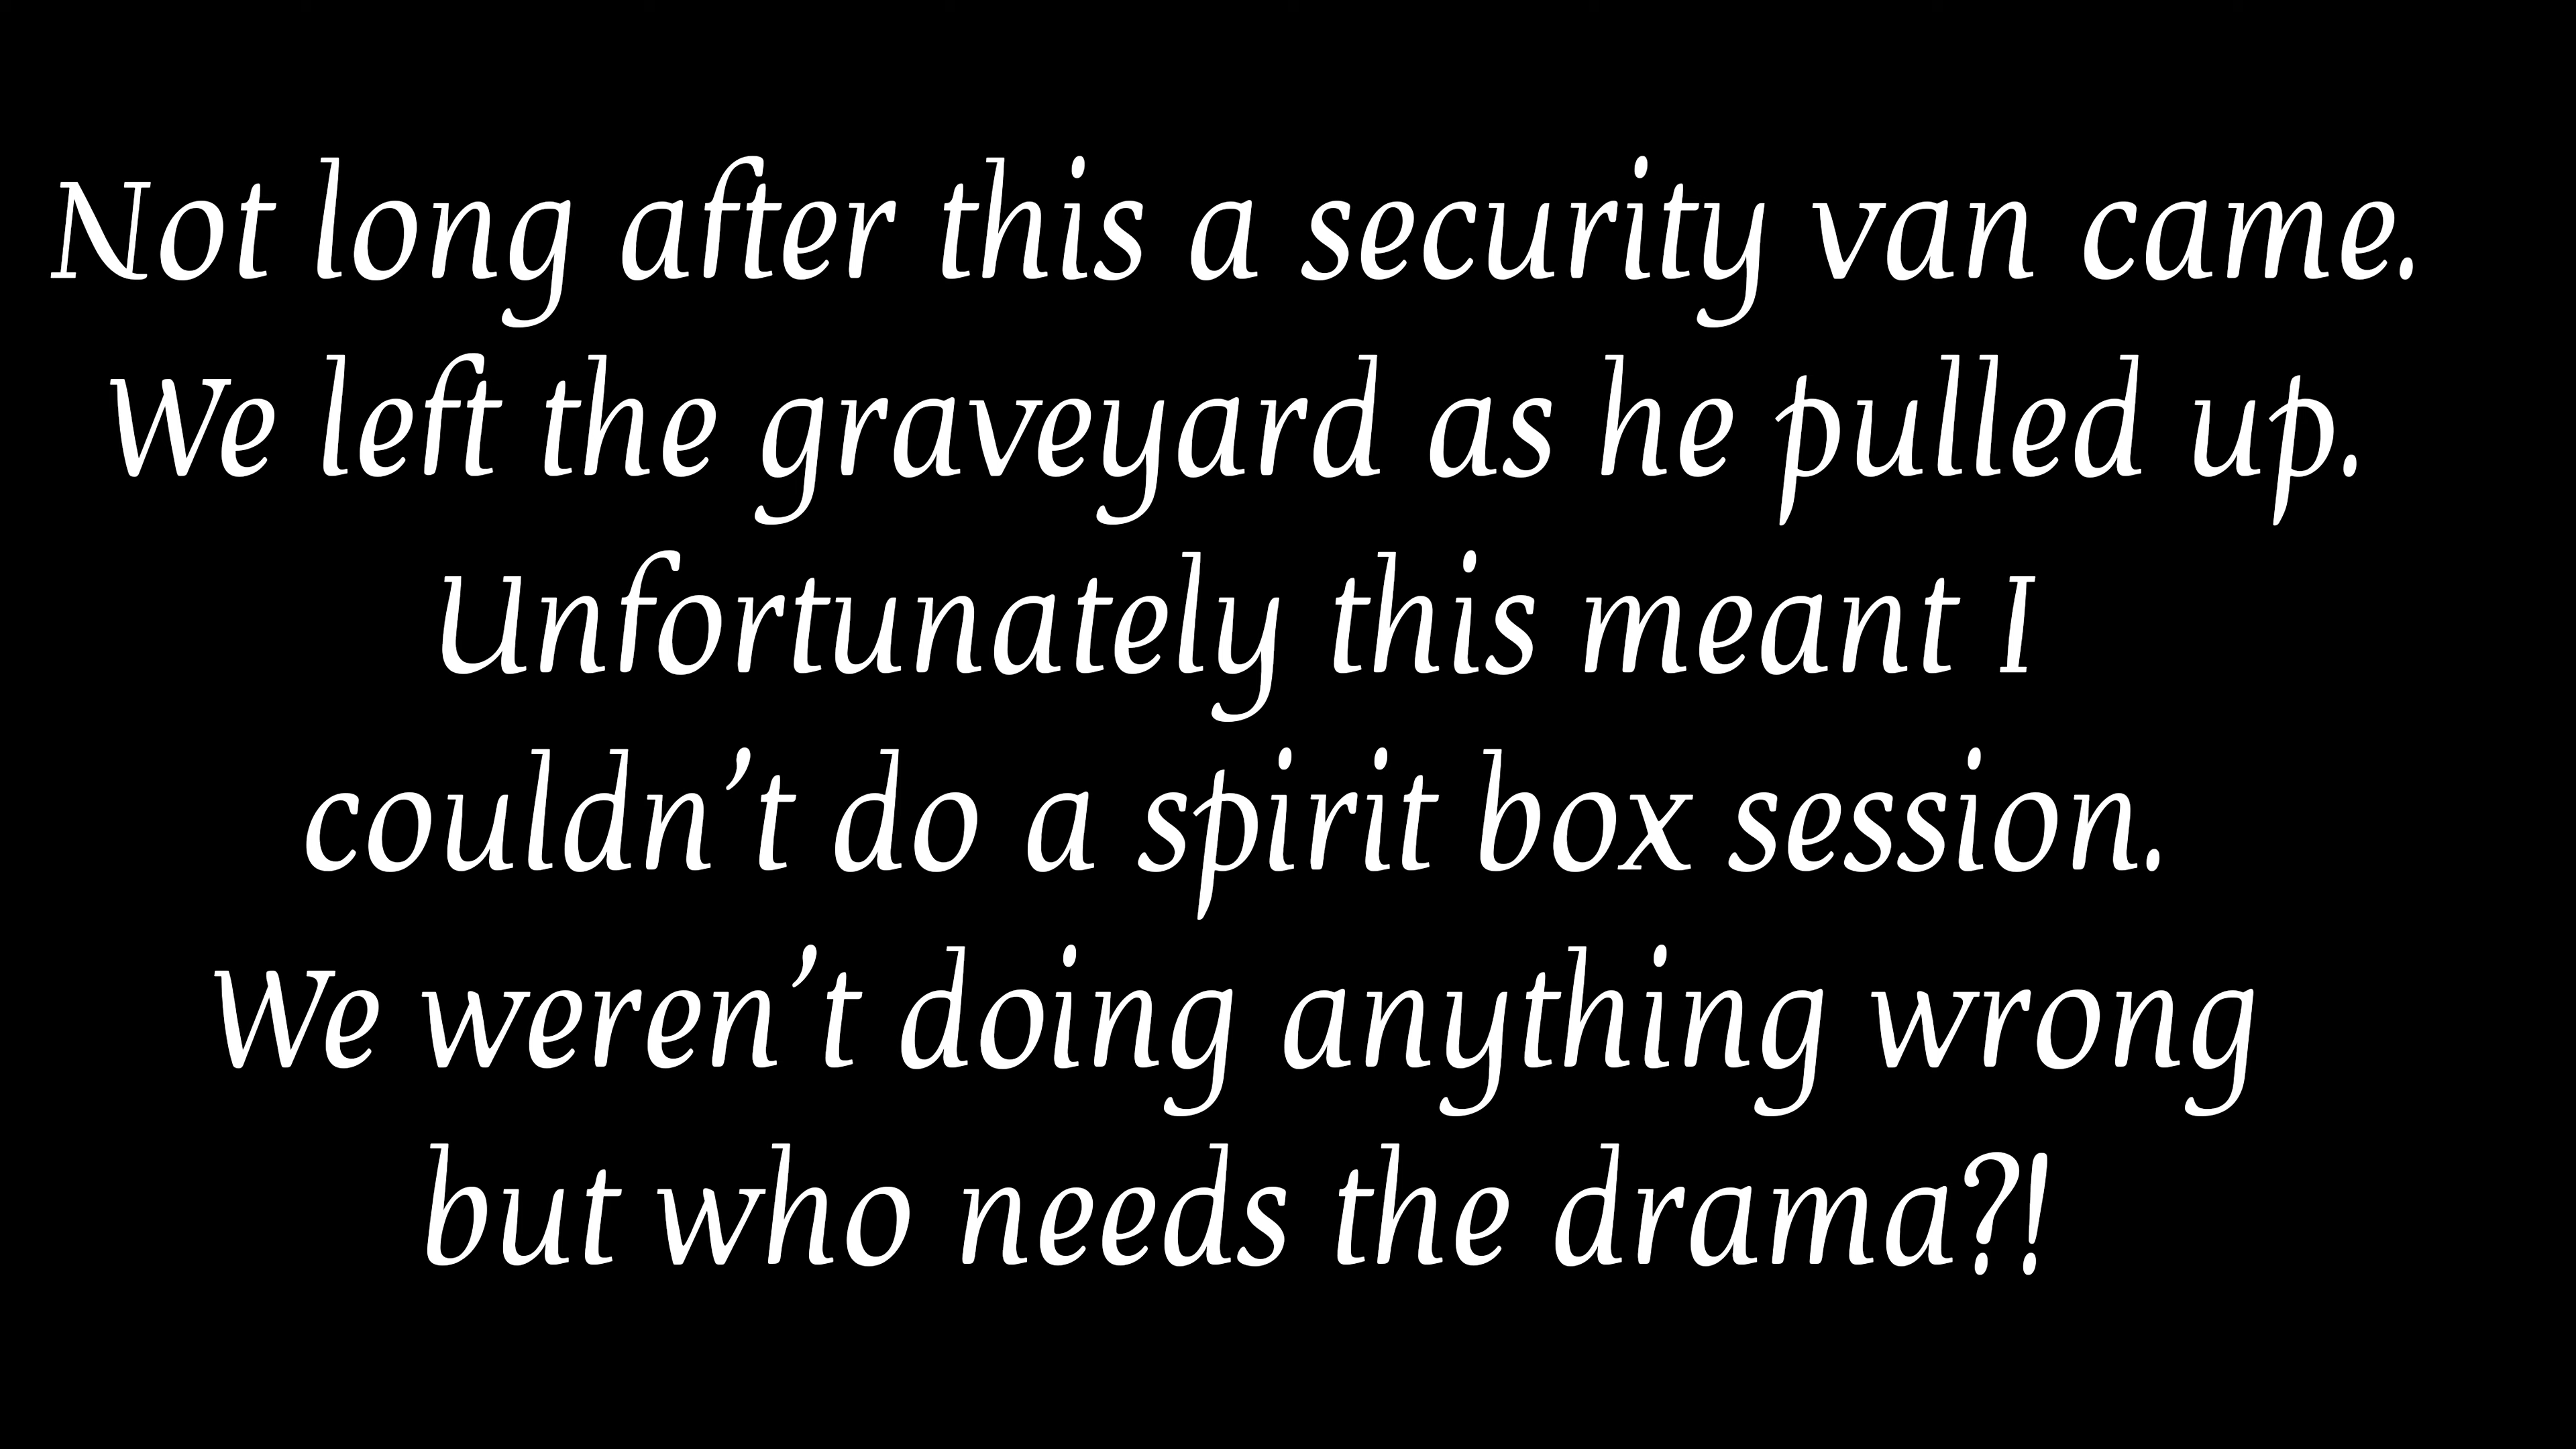 Not long after this a security van came.
We left the graveyard as he pulled up.
Unfortunately this meant I
couldn’t do a spirit box session.
We weren’t doing anything wrong
but who needs the drama?!